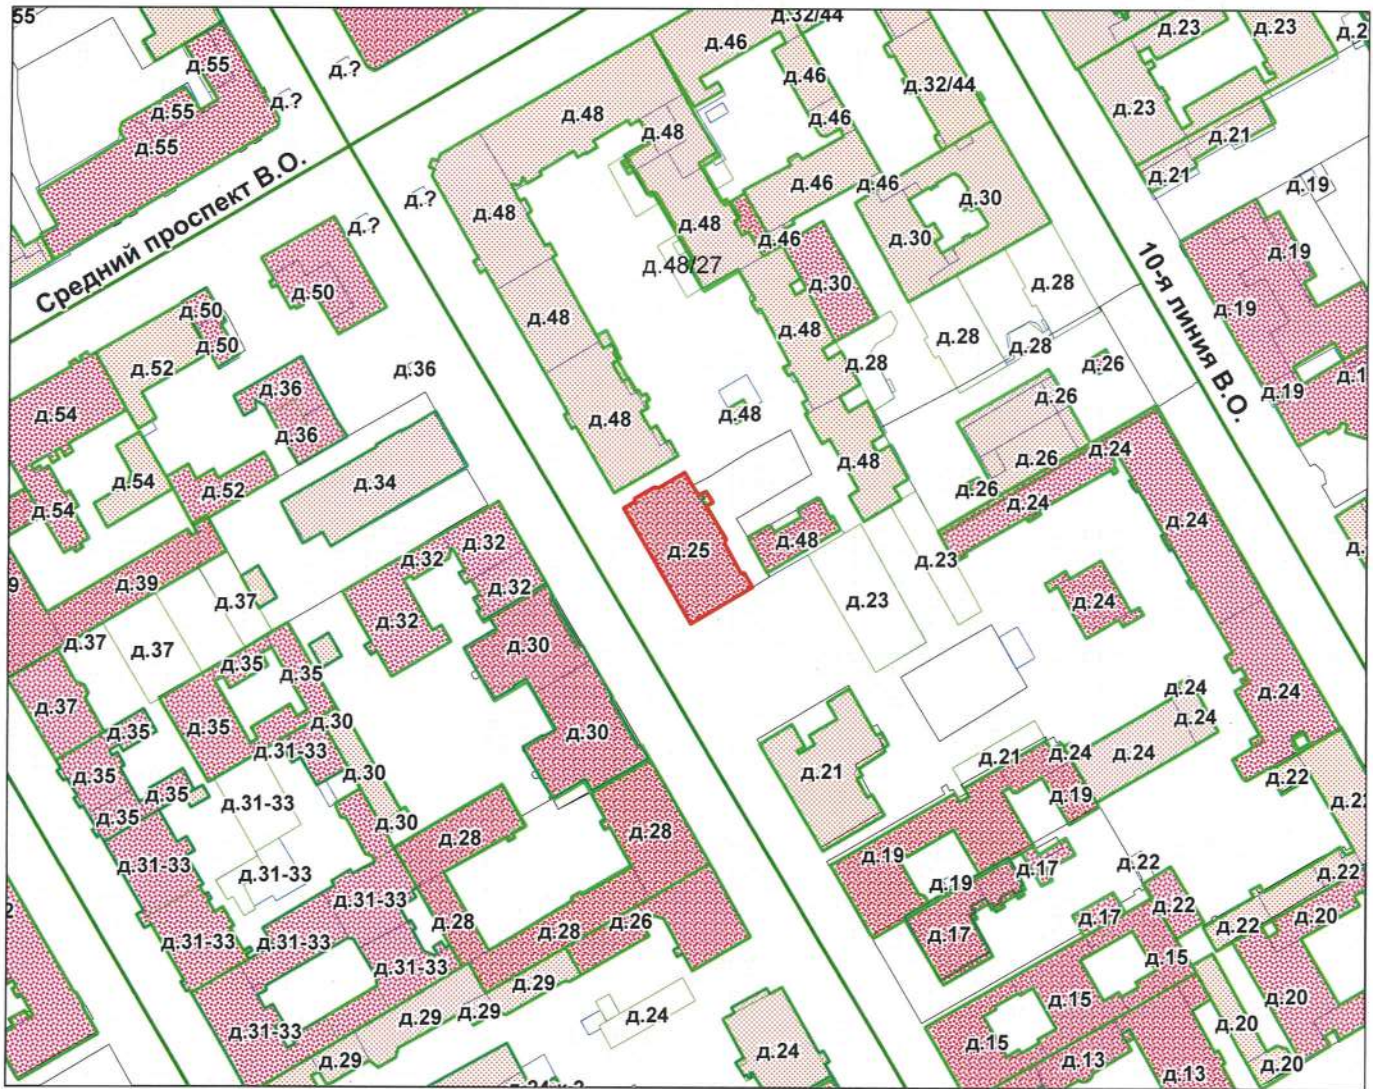 55
д.55
д.55
д.55
д.?
д.?
д.46
д.32/44
д.46
д.46
д.32/44
д.23
д.23
д.23
д.21
д.21
д.19
Средний проспект В.О.
д.?
д.?
д.48
д.48
д.48
д.46
д.46
д.46
д.30
д.30
д.30
д.48/27
д.48
10-я линия В.О.
д.19
д.19
д.19
д.50
д.50
д.50
д.52
д.54
д.36
д.36
д.36
д.48
д.48
д.48
д.28
д.28
д.28
д.28
д.26
д.26
д.26
д.26
д.54
д.54
д.52
д.34
д.48
д.48
д.48
д.25
д.24
д.24
д.24
д.23
д.23
д.24
д.39
д.37
д.37
д.37
д.37
д.32
д.32
д.32
д.32
д.30
д.30
д.35
д.35
д.35
д.35
д.35
д.35
д.35
д.30
д.30
д.30
д.31-33
д.31-33
д.31-33
д.31-33
д.31-33
д.31-33
д.31-33
д.31-33
д.31-33
д.28
д.28
д.28
д.28
д.26
д.29
д.29
д.29
д.29
д.24
д.24
д.21
д.21
д.24
д.24
д.24
д.24
д.24
д.19
д.19
д.19
д.17
д.17
д.17
д.22
д.22
д.22
д.22
д.22
д.15
д.15
д.15
д.13
д.13
д.20
д.20
д.20
д.20